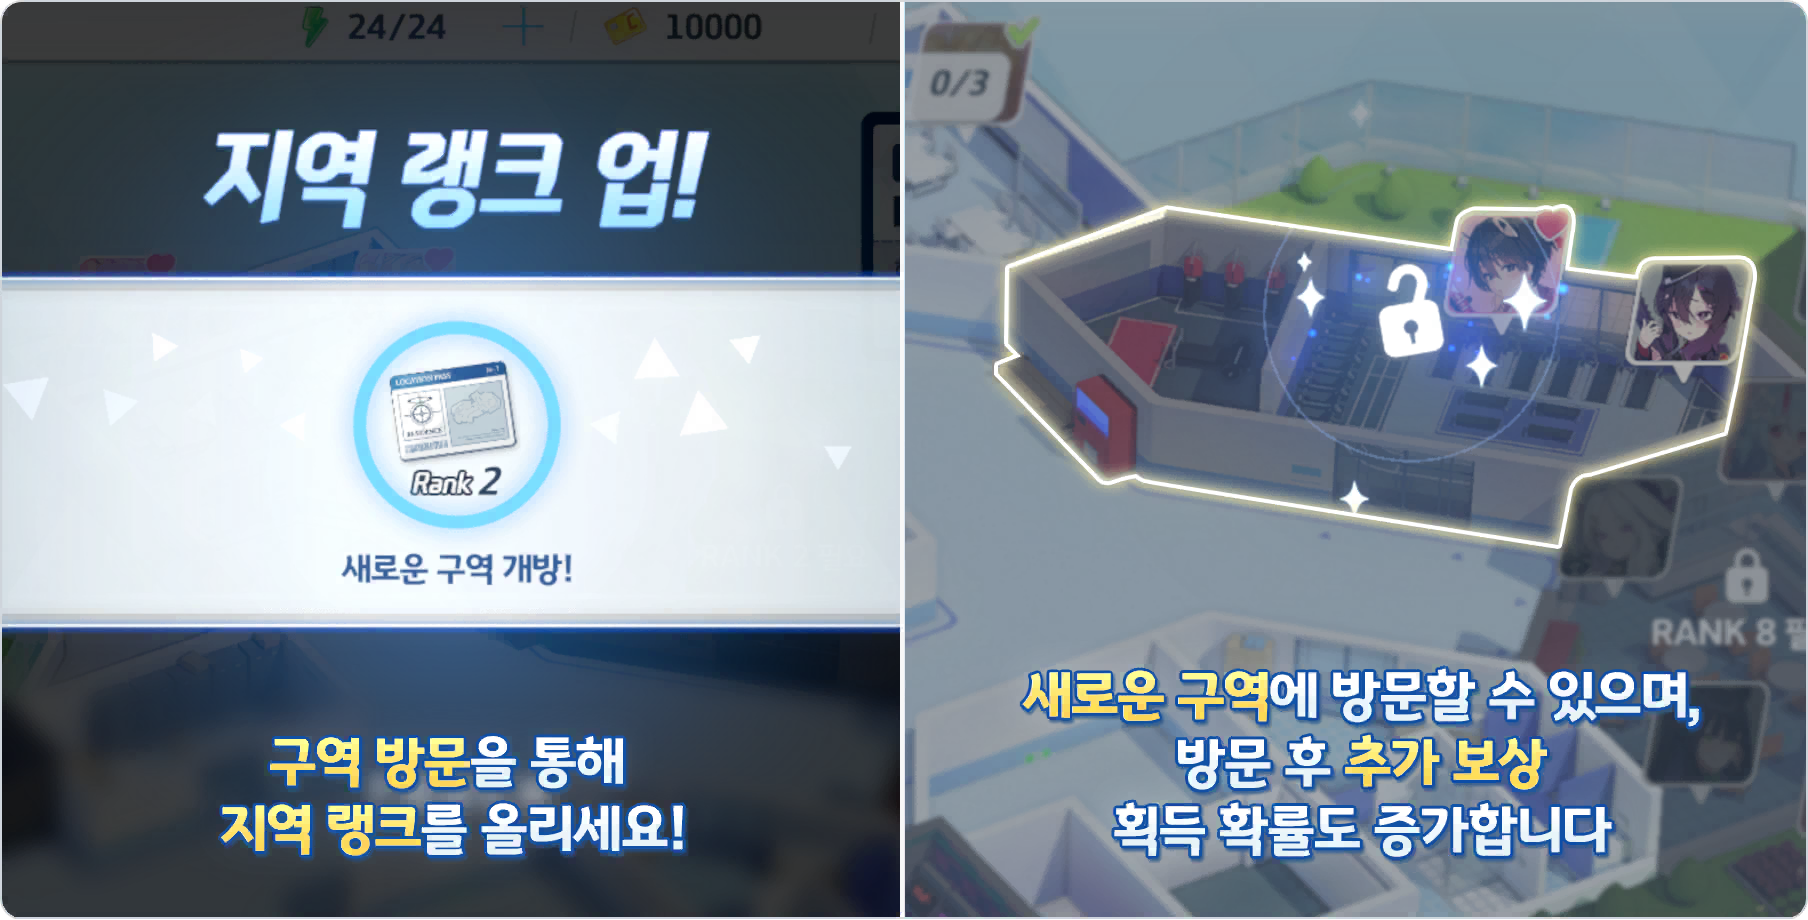 24/24
10000
지역 랭크 업!
LOCATION PASS
Rank 2
새로운 구역 개방!
구역 방문을 통해
지역 랭크를 올리세요!
0/3
RANK 8
새로운 구역에 방문할 수 있으며,
방문 후 추가 보상
획득 확률도 증가합니다